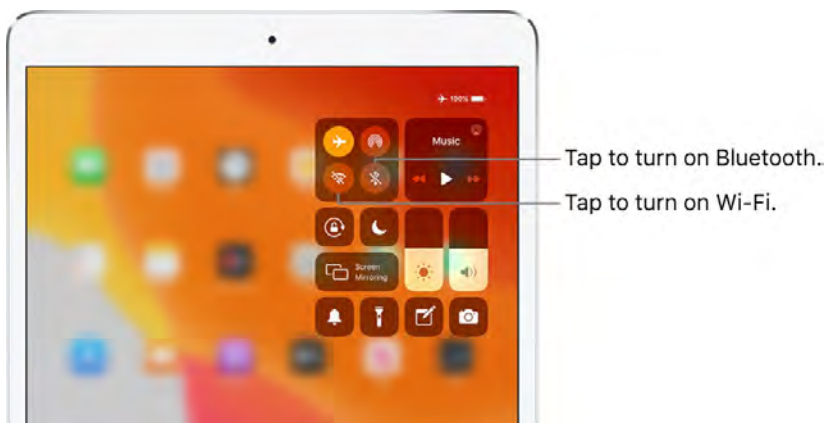 100%
Music
Tap to turn on Bluetooth.
Tap to turn on Wi-Fi.
Screen
Mirroring